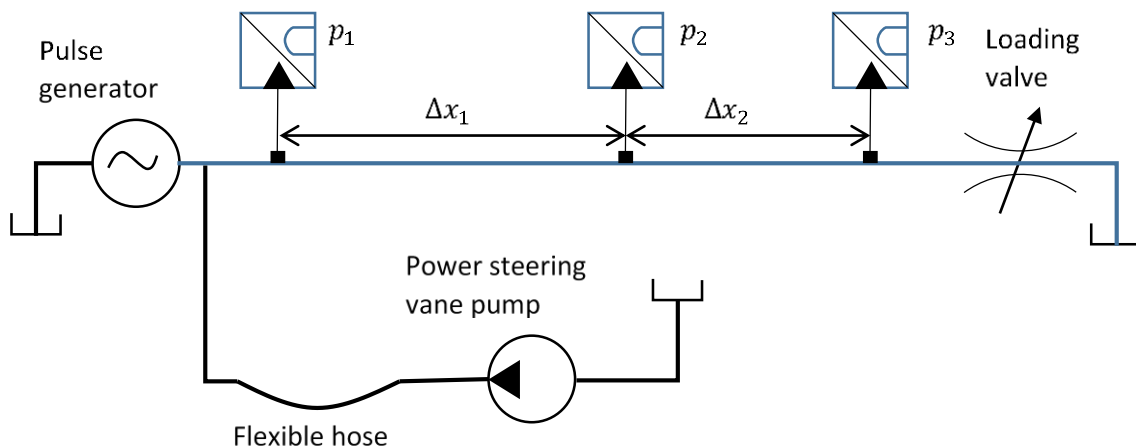 Pulse
generator
p₁
p₂
p₃
Loading
valve
Δx₁
Δx₂
Power steering
vane pump
Flexible hose